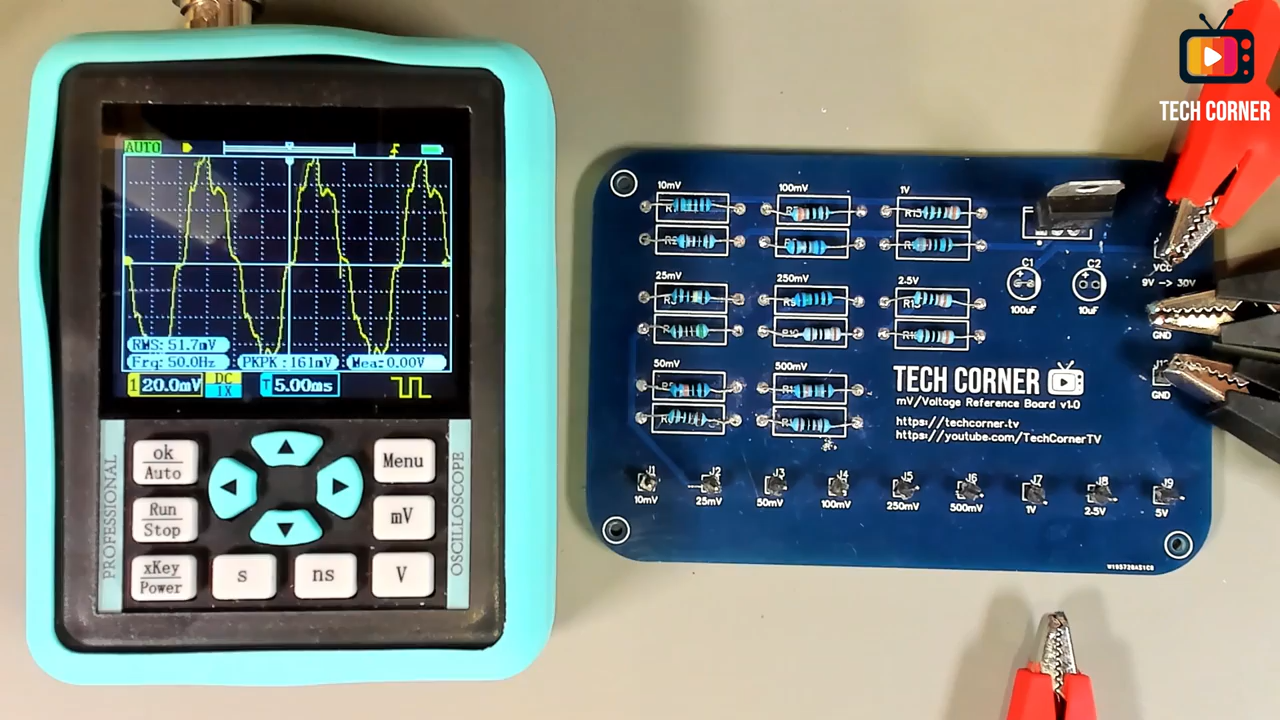 TECH CORNER
AUTO
RMS: 51.7mV
Frq: 50.0Hz
PKPK: 161mV
Mea: 0.00V
1
20.0mV
DC
1X
T
5.00ms
PROFESSIONAL
OSCILLOSCOPE
ok
Auto
Menu
Run
Stop
mV
xKey
Power
s
ns
V
10mV
100mV
1V
25mV
250mV
2.5V
50mV
500mV
C1
100uF
C2
10uF
VCC
9V -> 30V
GND
GND
TECH CORNER
mV/Voltage Reference Board v1.0
https://techcorner.tv
https://youtube.com/TechCornerTV
J1
10mV
J2
25mV
J3
50mV
J4
100mV
J5
250mV
J6
500mV
J7
1V
J8
2.5V
J9
5V